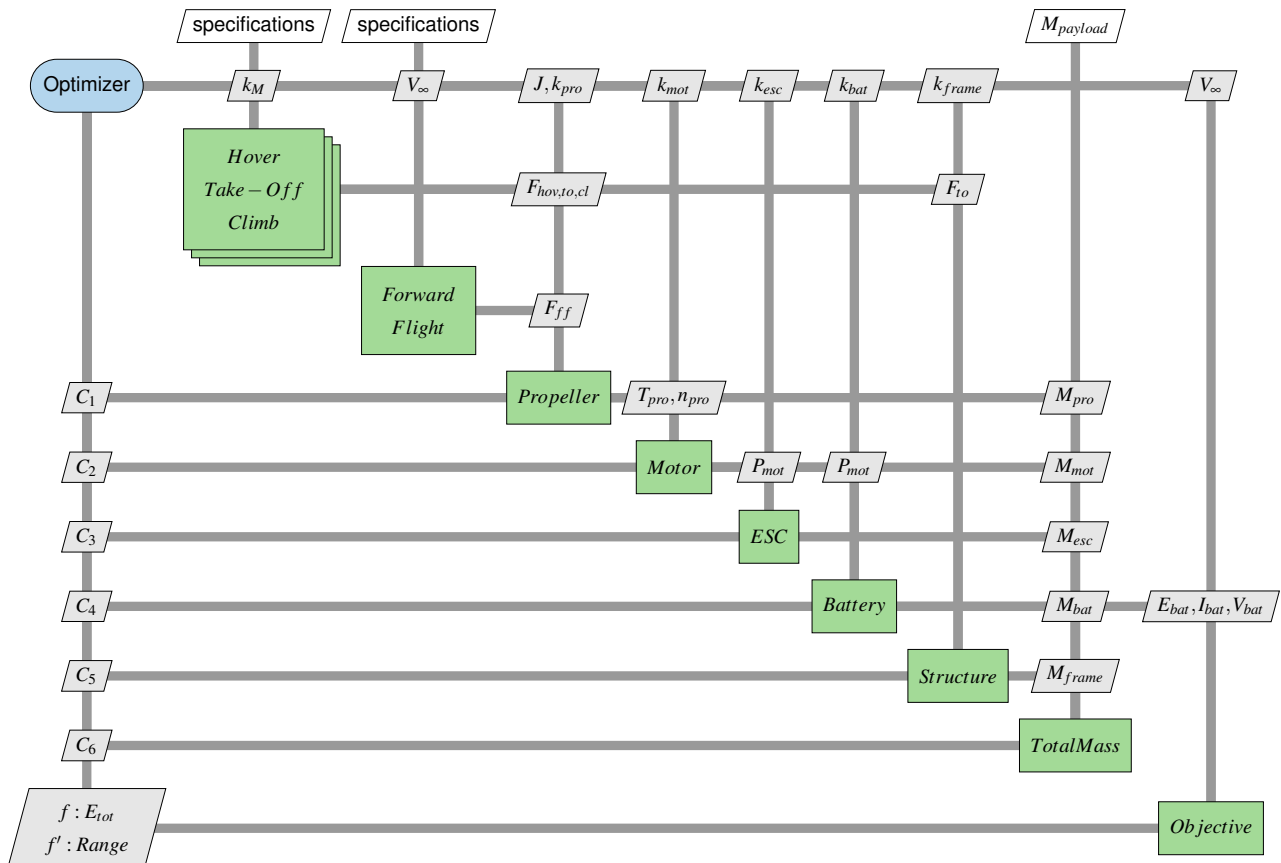 specifications
specifications
M_payload
Optimizer
k_M
V_∞
J, k_pro
k_mot
k_esc
k_bat
k_frame
V_∞
Hover
Take − Off
Climb
F_hov,to,cl
F_to
Forward
Flight
F_ff
C_1
Propeller
T_pro, n_pro
M_pro
C_2
Motor
P_mot
P_mot
M_mot
C_3
ESC
M_esc
C_4
Battery
M_bat
E_bat, I_bat, V_bat
C_5
Structure
M_frame
C_6
TotalMass
f : E_tot
f′ : Range
Objective